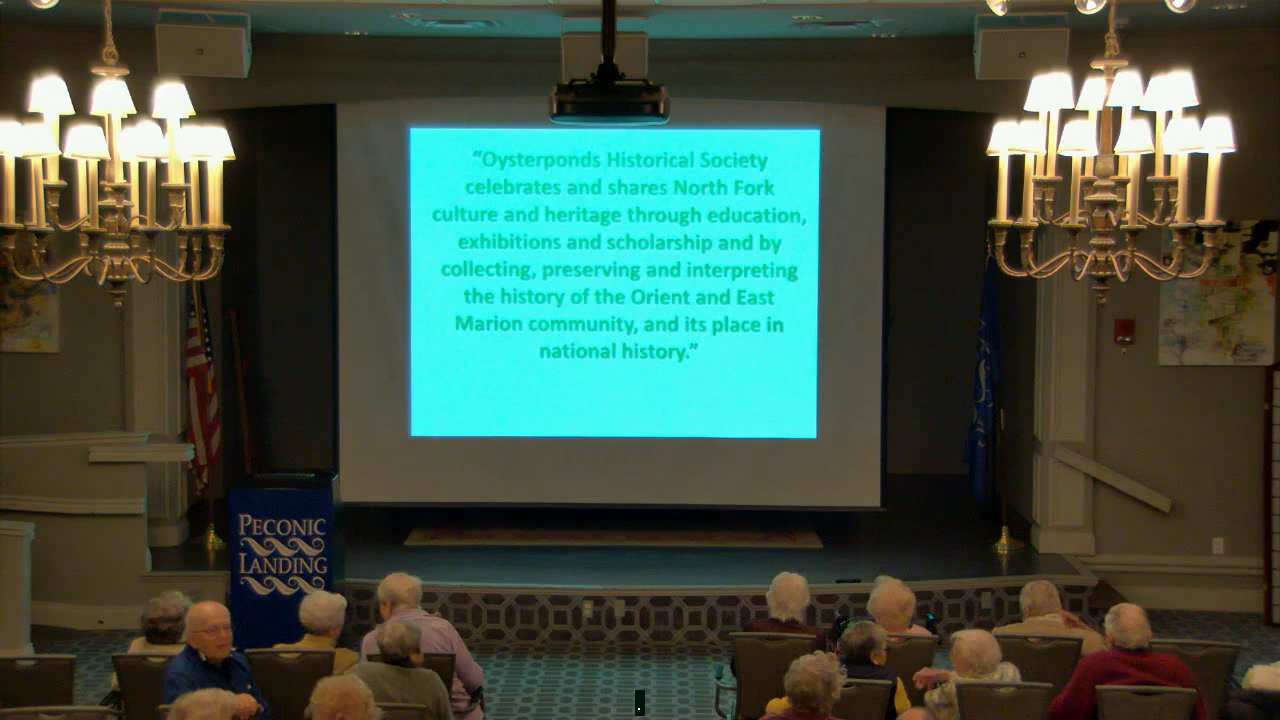 “Oysterponds Historical Society
celebrates and shares North Fork
culture and heritage through education,
exhibitions and scholarship and by
collecting, preserving and interpreting
the history of the Orient and East
Marion community, and its place in
national history.”
PECONIC
LANDING